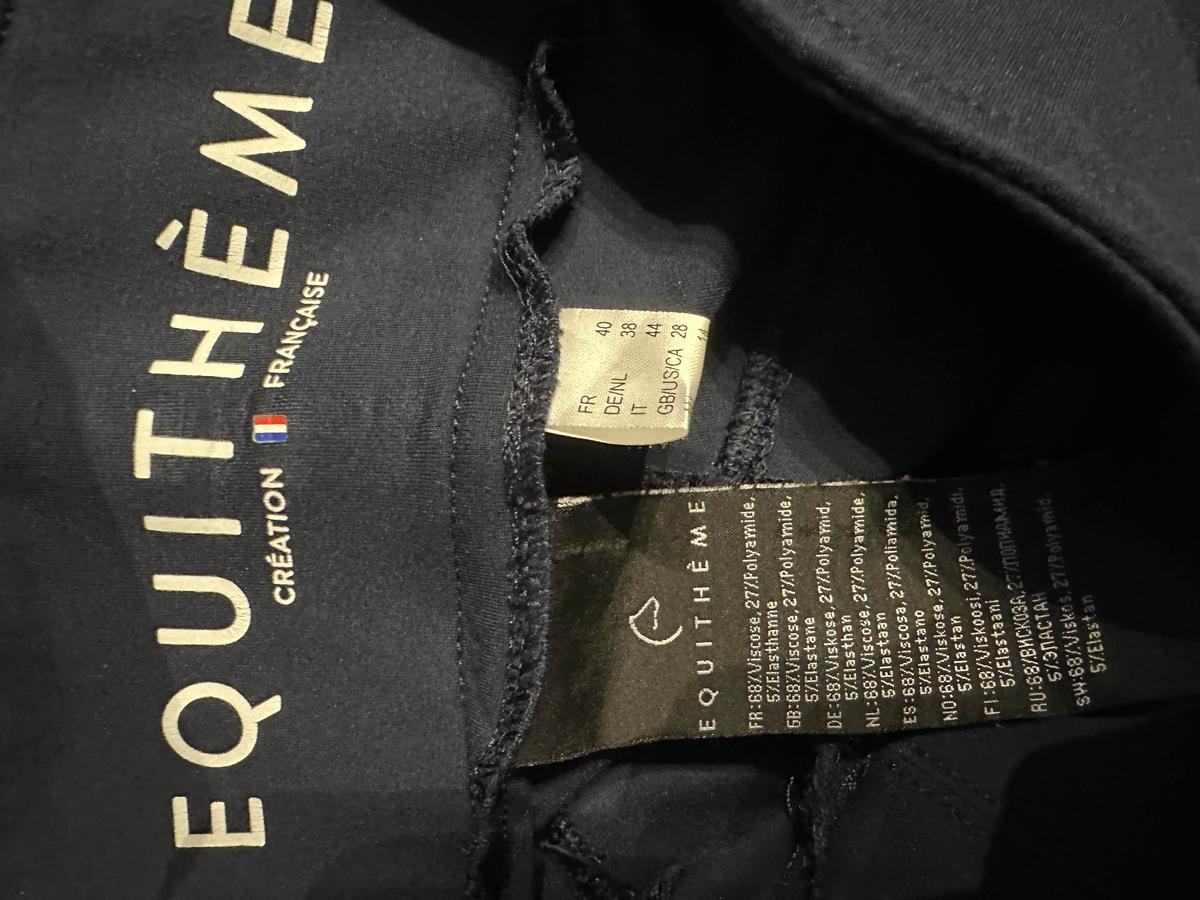 EQUITHÈME
CRÉATION FRANÇAISE
FR 40
DE/NL 38
IT 44
GB/US/CA 28
EQUITHÈME
FR:68%Viscose,27%Polyamide,
5%Elasthanne
GB:68%Viscose,27%Polyamide,
5%Elastane
DE:68%Viskose,27%Polyamid,
5%Elasthan
NL:68%Viscose,27%Polyamide,
5%Elastaan
ES:68%Viscosa,27%Poliamida,
5%Elastano
NO:68%Viskose,27%Polyamid,
5%Elastan
FI:68%Viskoosi,27%Polyamidi,
5%Elastaani
RU:68%ВИСКОЗА,27%ПОЛИАМИД,
5%ЭЛАСТАН
SW:68%Viskos,27%Polyamid,
5%Elastan